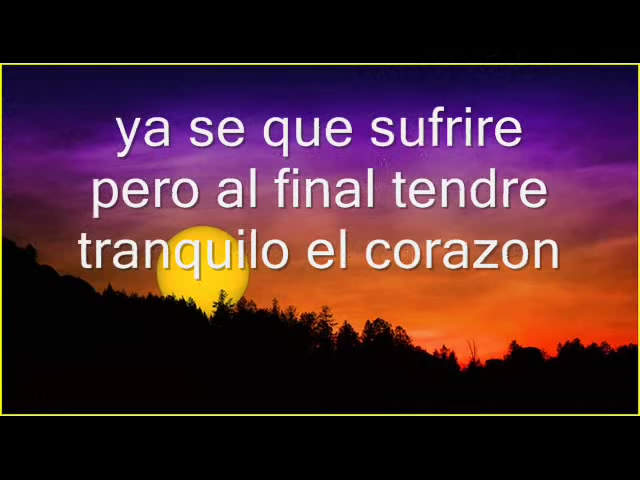 ya se que sufrire
pero al final tendre
tranquilo el corazon